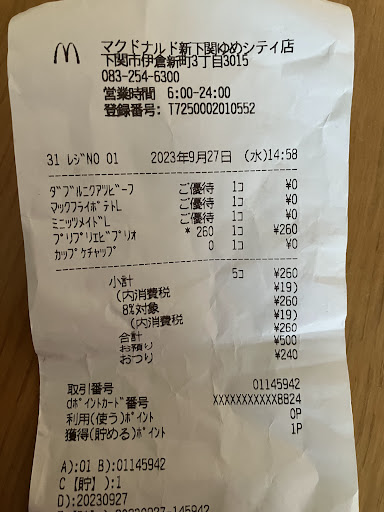 マクドナルド新下関ゆめシティ店
下関市伊倉新町3丁目3015
083-254-6300
営業時間 6:00-24:00
登録番号: T7250002010552
31 レジNO 01 2023年9月27日 (水)14:58
ダブルニクアツビーフ ご優待 1コ ¥0
マックフライポテトL ご優待 1コ ¥0
ミニッツメイドL ご優待 1コ ¥0
プリプリエビプリオ * 260 1コ ¥260
カップケチャップ 0 1コ ¥0
小計 5コ ¥260
(内消費税 ¥19)
8%対象 ¥260
(内消費税 ¥19)
合計 ¥260
お預り ¥500
おつり ¥240
取引番号 01145942
dポイントカード番号 XXXXXXXXXXX8824
利用(使う)ポイント 0P
獲得(貯める)ポイント 1P
A):01 B):01145942
C【貯】):1
D):20230927